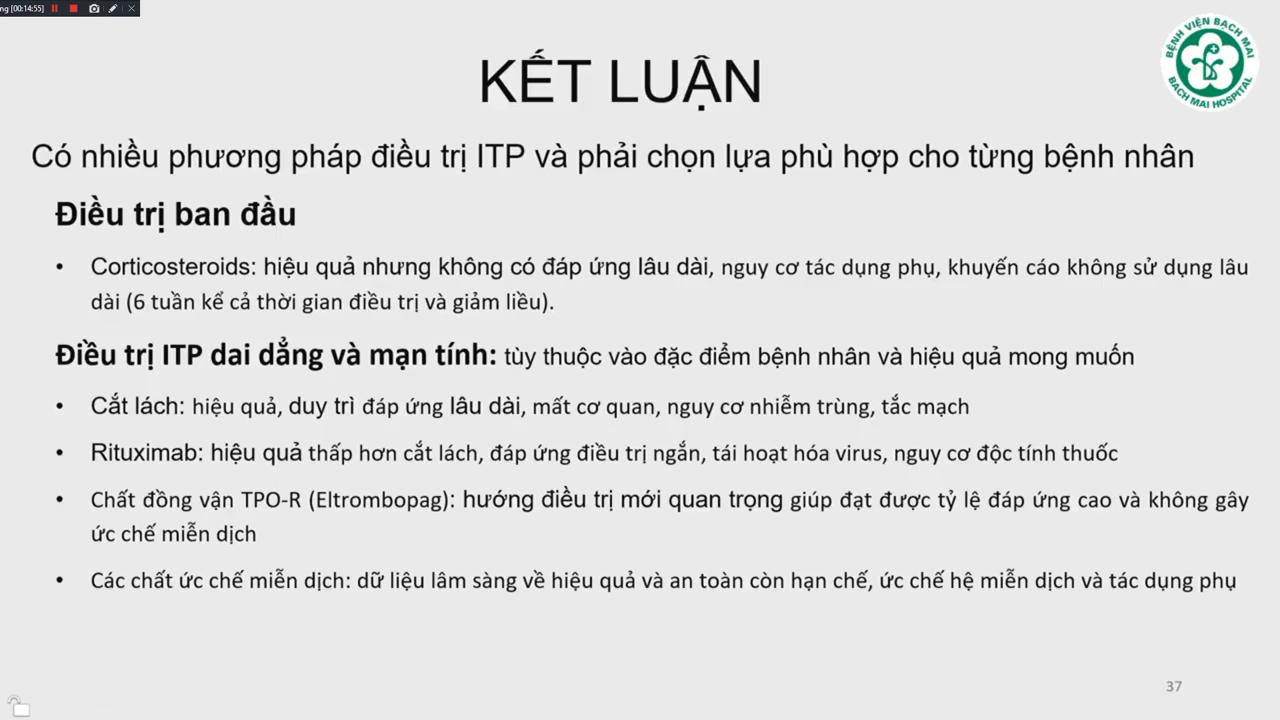 ng [00:14:55]
BỆNH VIỆN BẠCH MAI
BACH MAI HOSPITAL
KẾT LUẬN
Có nhiều phương pháp điều trị ITP và phải chọn lựa phù hợp cho từng bệnh nhân
Điều trị ban đầu
• Corticosteroids: hiệu quả nhưng không có đáp ứng lâu dài, nguy cơ tác dụng phụ, khuyến cáo không sử dụng lâu
dài (6 tuần kể cả thời gian điều trị và giảm liều).
Điều trị ITP dai dẳng và mạn tính: tùy thuộc vào đặc điểm bệnh nhân và hiệu quả mong muốn
• Cắt lách: hiệu quả, duy trì đáp ứng lâu dài, mất cơ quan, nguy cơ nhiễm trùng, tắc mạch
• Rituximab: hiệu quả thấp hơn cắt lách, đáp ứng điều trị ngắn, tái hoạt hóa virus, nguy cơ độc tính thuốc
• Chất đồng vận TPO-R (Eltrombopag): hướng điều trị mới quan trọng giúp đạt được tỷ lệ đáp ứng cao và không gây
ức chế miễn dịch
• Các chất ức chế miễn dịch: dữ liệu lâm sàng về hiệu quả và an toàn còn hạn chế, ức chế hệ miễn dịch và tác dụng phụ
37